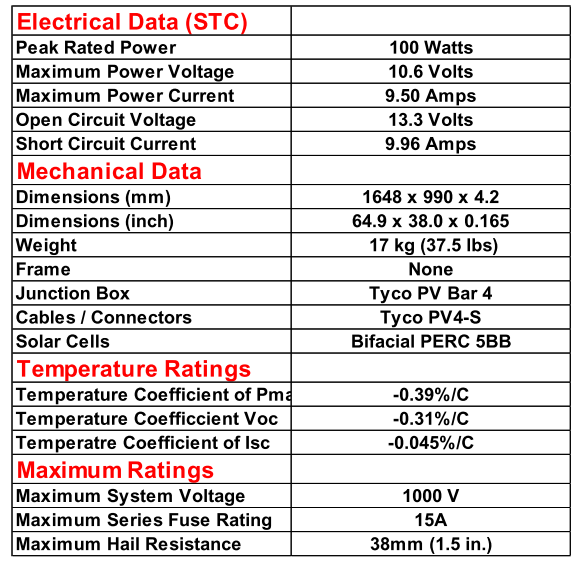 Electrical Data (STC)
Peak Rated Power 100 Watts
Maximum Power Voltage 10.6 Volts
Maximum Power Current 9.50 Amps
Open Circuit Voltage 13.3 Volts
Short Circuit Current 9.96 Amps
Mechanical Data
Dimensions (mm) 1648 x 990 x 4.2
Dimensions (inch) 64.9 x 38.0 x 0.165
Weight 17 kg (37.5 lbs)
Frame None
Junction Box Tyco PV Bar 4
Cables / Connectors Tyco PV4-S
Solar Cells Bifacial PERC 5BB
Temperature Ratings
Temperature Coefficient of Pma -0.39%/C
Temperature Coefficcient Voc -0.31%/C
Temperatre Coefficient of Isc -0.045%/C
Maximum Ratings
Maximum System Voltage 1000 V
Maximum Series Fuse Rating 15A
Maximum Hail Resistance 38mm (1.5 in.)